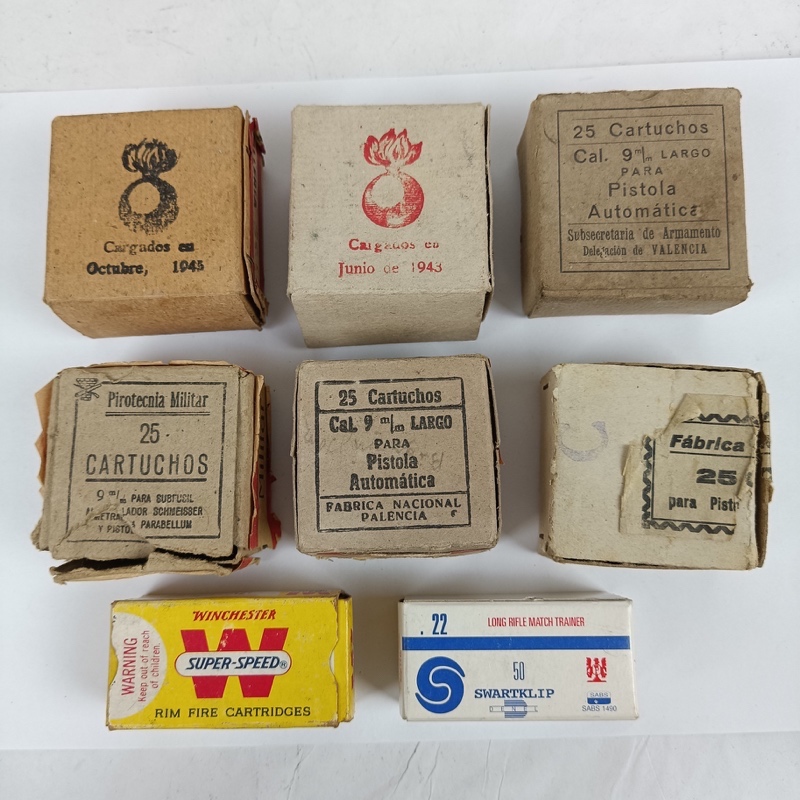 Cargados en
Octubre, 1945
Cargados en
Junio de 1943
25 Cartuchos
Cal. 9 m/m LARGO
PARA
Pistola
Automática
Subsecretaria de Armamento
Delegación de VALENCIA
Pirotecnia Militar
25
CARTUCHOS
9 m/m PARA SUBFUSIL
SCHMEISSER
PARABELLUM
25 Cartuchos
Cal. 9 m/m LARGO
PARA
Pistola
Automática
FABRICA NACIONAL
PALENCIA
Fábrica
25
para
WARNING
Keep out of reach
of children.
WINCHESTER
W
SUPER-SPEED®
RIM FIRE CARTRIDGES
.22
LONG RIFLE MATCH TRAINER
50
SWARTKLIP
DENEL
SABS
SABS 1490